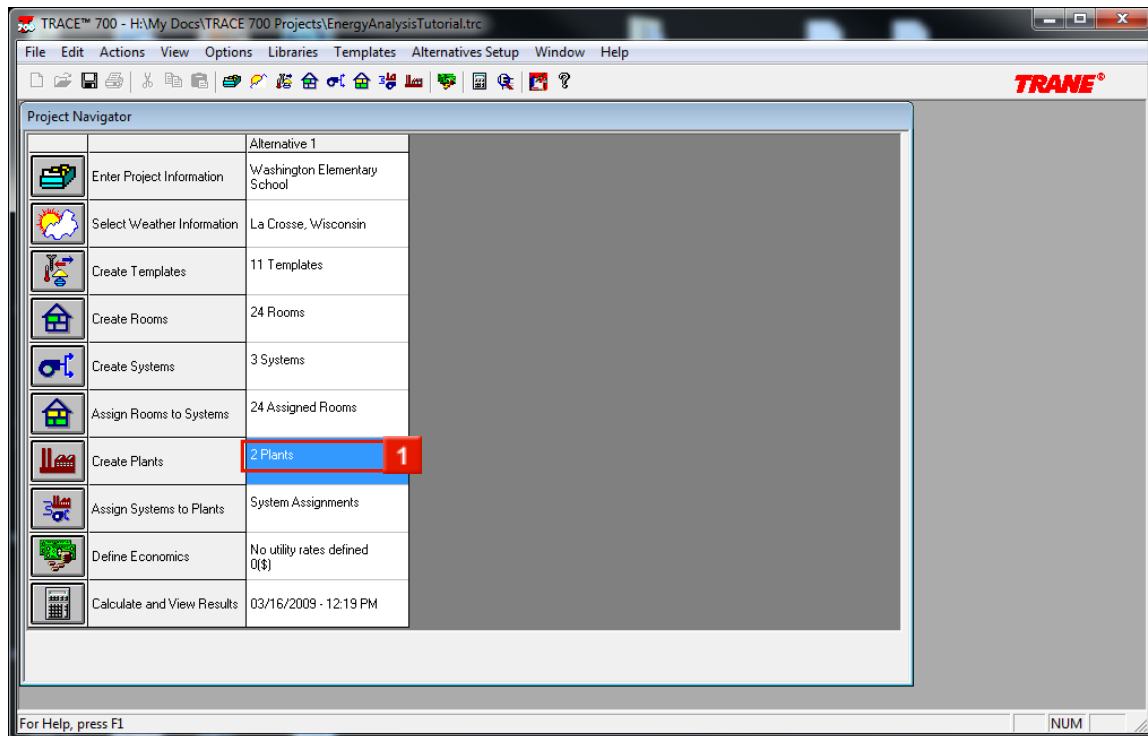 TRACE™ 700 - H:\My Docs\TRACE 700 Projects\EnergyAnalysisTutorial.trc
File Edit Actions View Options Libraries Templates Alternatives Setup Window Help
TRANE®
Project Navigator
Alternative 1
Enter Project Information
Washington Elementary
School
Select Weather Information
La Crosse, Wisconsin
Create Templates
11 Templates
Create Rooms
24 Rooms
Create Systems
3 Systems
Assign Rooms to Systems
24 Assigned Rooms
Create Plants
2 Plants
1
Assign Systems to Plants
System Assignments
Define Economics
No utility rates defined
0($)
Calculate and View Results
03/16/2009 - 12:19 PM
For Help, press F1
NUM